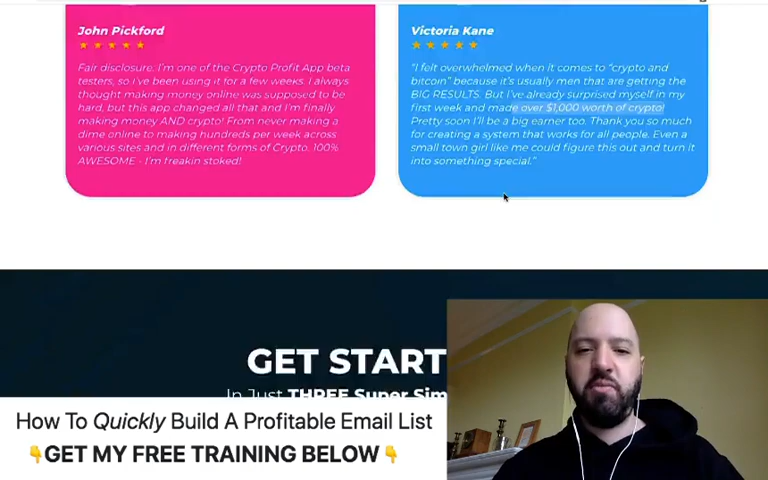 John Pickford
Fair disclosure. I'm one of the Crypto Profit App beta
testers, so I've been using it for a few weeks. I always
thought making money online was supposed to be
hard, but this app changed all that and I'm finally
making money AND crypto! From never making a
dime online to making hundreds per week across
various sites and in different forms of Crypto. 100%
AWESOME - I'm freakin stoked!
Victoria Kane
"I felt overwhelmed when it comes to "crypto and
bitcoin" because it's usually men that are getting the
BIG RESULTS. But I've already surprised myself in my
first week and made over $1,000 worth of crypto!
Pretty soon I'll be a big earner too. Thank you so much
for creating a system that works for all people. Even a
small town girl like me could figure this out and turn it
into something special."
GET START
In Just THREE Super Sim
How To Quickly Build A Profitable Email List
👇GET MY FREE TRAINING BELOW👇